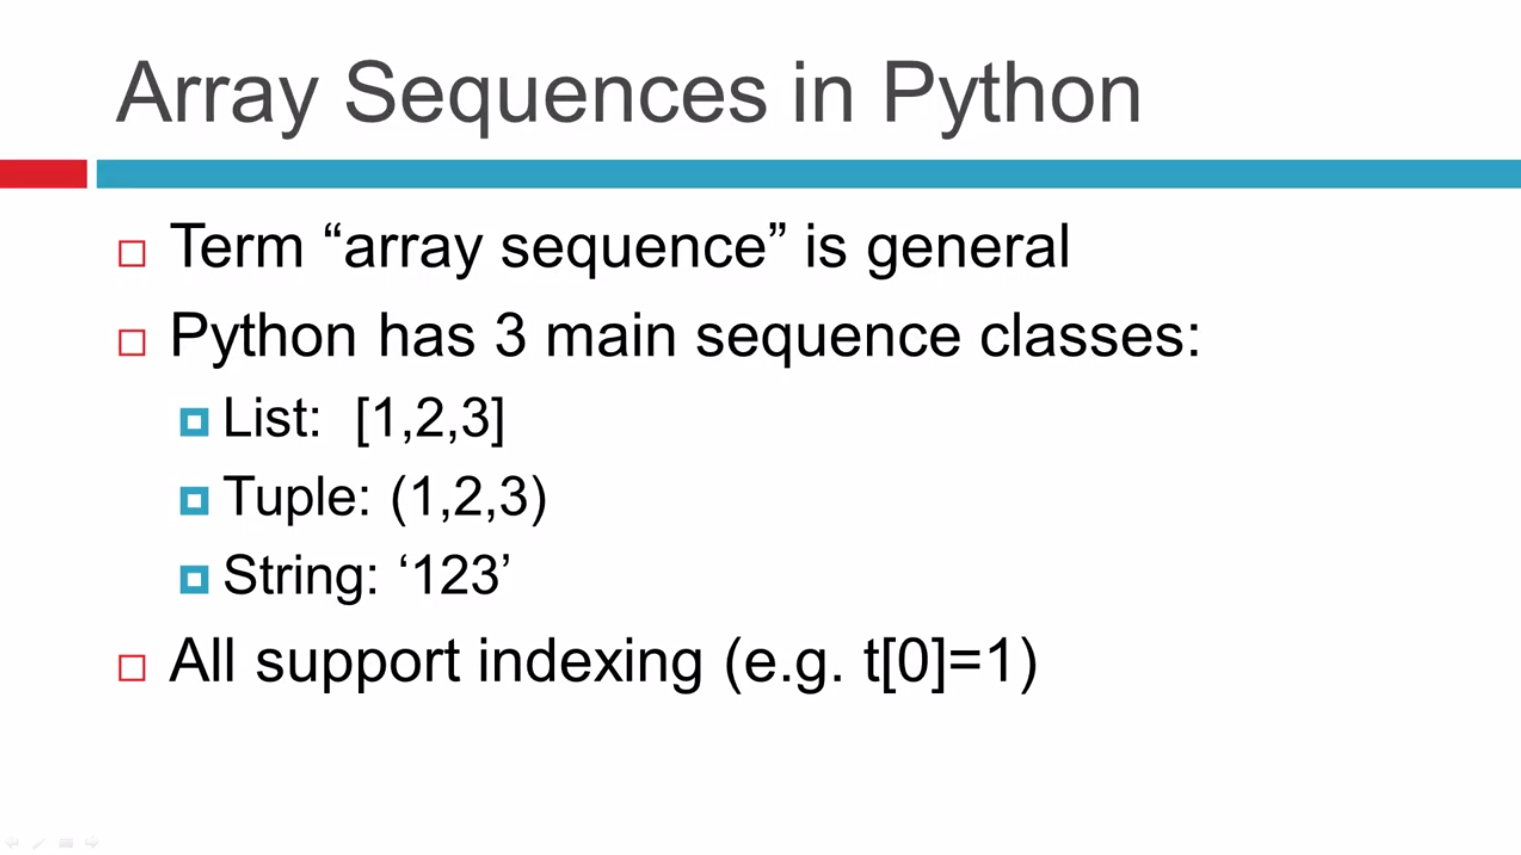 Array Sequences in Python
Term “array sequence” is general
Python has 3 main sequence classes:
List: [1,2,3]
Tuple: (1,2,3)
String: ‘123’
All support indexing (e.g. t[0]=1)